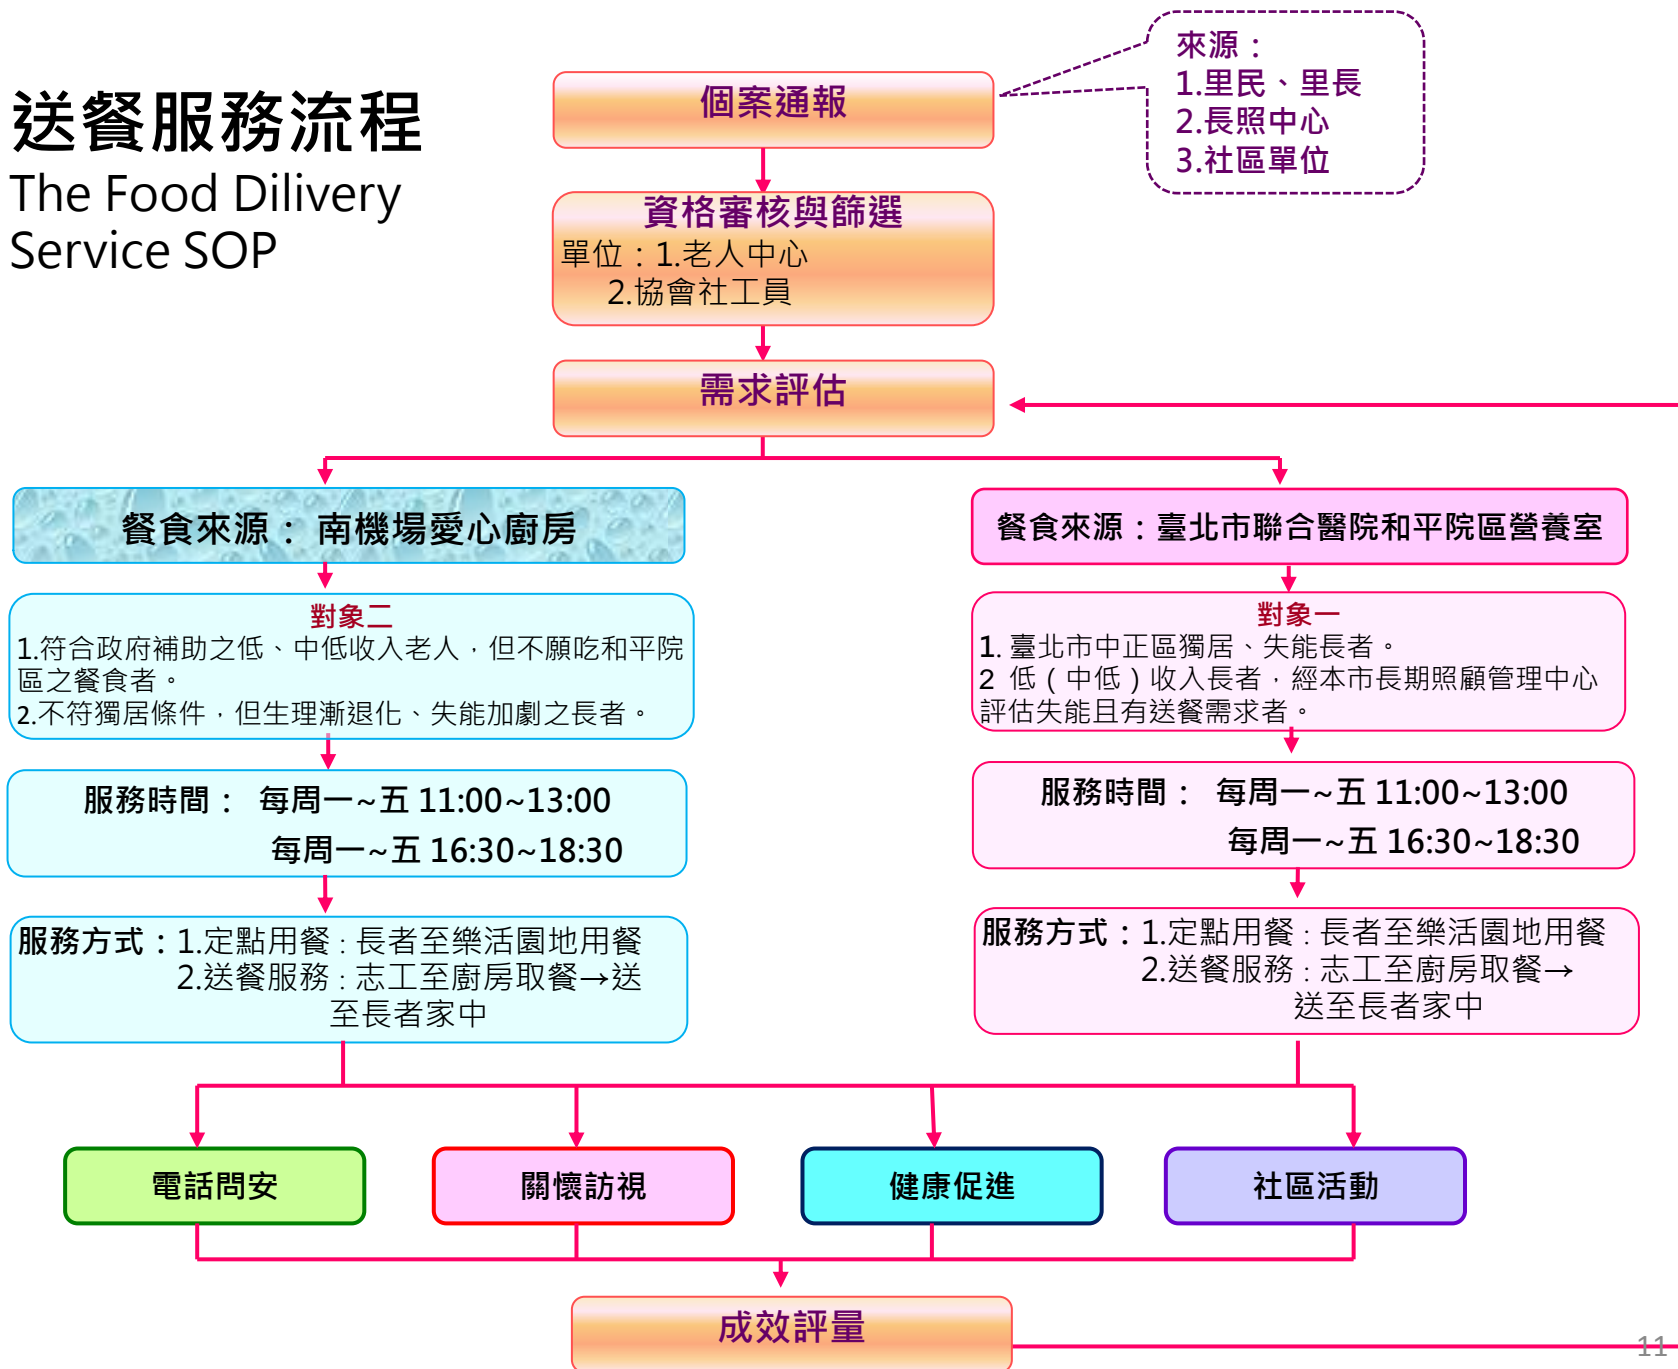 送餐服務流程
The Food Dilivery
Service SOP
個案通報
來源：
1.里民、里長
2.長照中心
3.社區單位
資格審核與篩選
單位：1.老人中心
2.協會社工員
需求評估
餐食來源： 南機場愛心廚房
對象二
1.符合政府補助之低、中低收入老人，但不願吃和平院
區之餐食者。
2.不符獨居條件，但生理漸退化、失能加劇之長者。
服務時間： 每周一~五 11:00~13:00
每周一~五 16:30~18:30
服務方式：1.定點用餐：長者至樂活園地用餐
2.送餐服務：志工至廚房取餐→送
至長者家中
餐食來源：臺北市聯合醫院和平院區營養室
對象一
1. 臺北市中正區獨居、失能長者。
2 低（中低）收入長者，經本市長期照顧管理中心
評估失能且有送餐需求者。
服務時間： 每周一~五 11:00~13:00
每周一~五 16:30~18:30
服務方式：1.定點用餐：長者至樂活園地用餐
2.送餐服務：志工至廚房取餐→
送至長者家中
電話問安
關懷訪視
健康促進
社區活動
成效評量
11